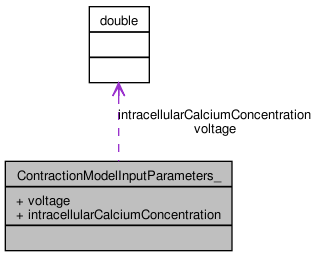 double
intracellularCalciumConcentration
voltage
ContractionModelInputParameters_
+ voltage
+ intracellularCalciumConcentration